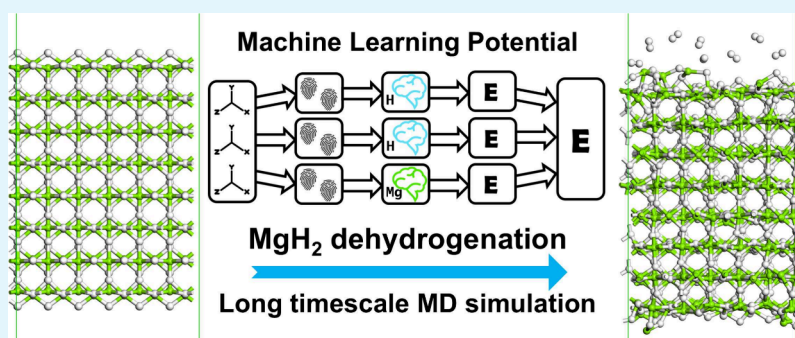 Machine Learning Potential
Y
Z X
H
E
Y
Z X
H
E
E
Y
Z X
Mg
E
MgH₂ dehydrogenation
Long timescale MD simulation